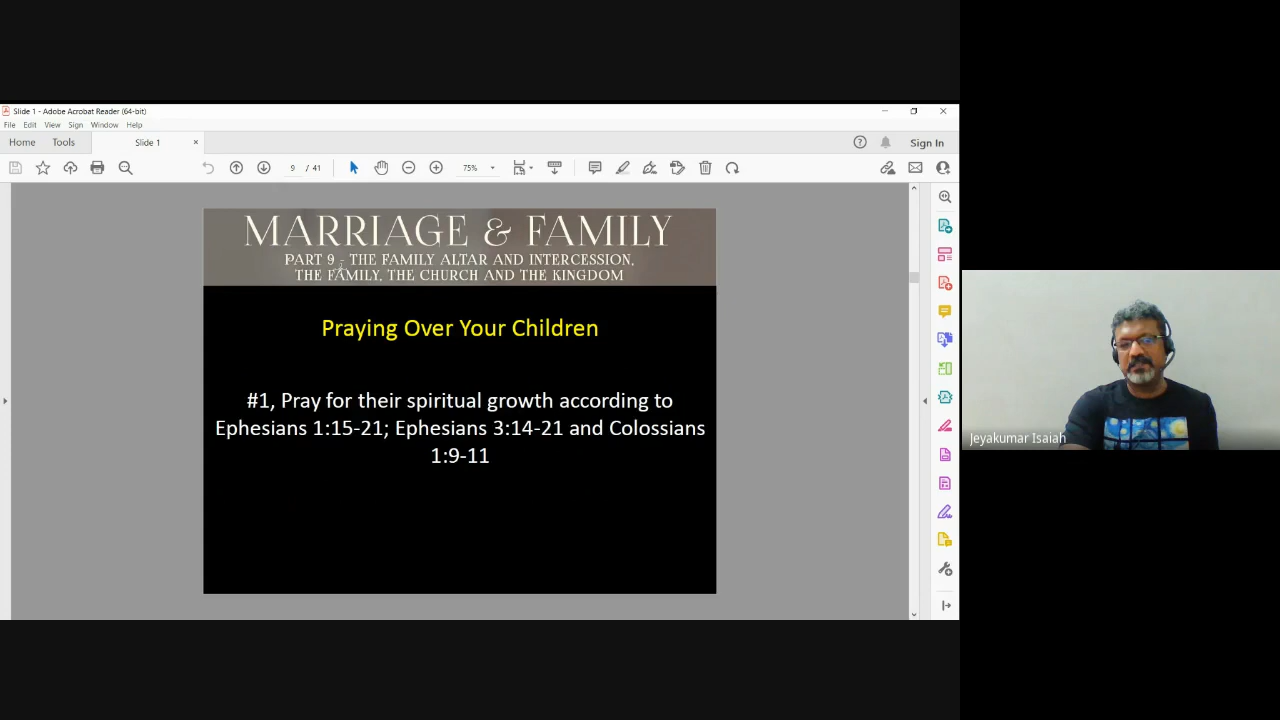 Slide 1 - Adobe Acrobat Reader (64-bit)
File Edit View Sign Window Help
Home Tools Slide 1 Sign In
9 / 41 75%
MARRIAGE & FAMILY
PART 9 - THE FAMILY ALTAR AND INTERCESSION,
THE FAMILY, THE CHURCH AND THE KINGDOM
Praying Over Your Children
#1, Pray for their spiritual growth according to
Ephesians 1:15-21; Ephesians 3:14-21 and Colossians
1:9-11
Jeyakumar Isaiah